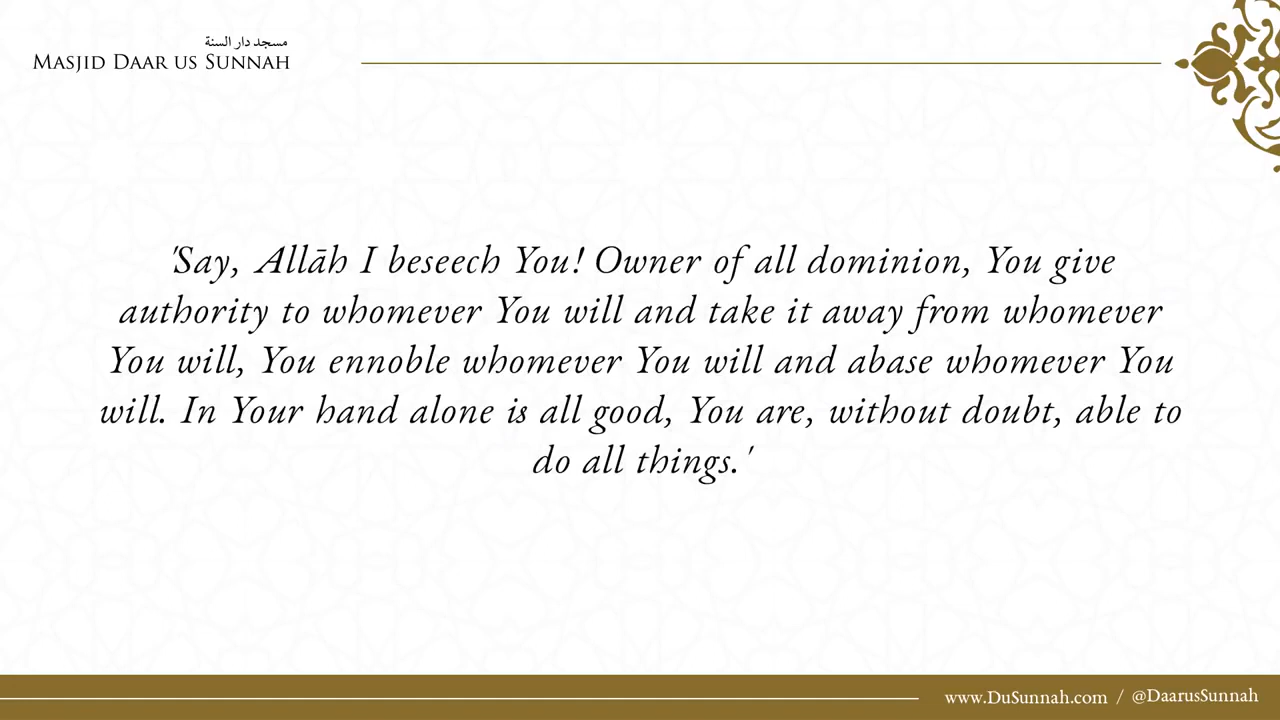 مسجد دار السنة
Masjid Daar us Sunnah
'Say, Allāh I beseech You! Owner of all dominion, You give
authority to whomever You will and take it away from whomever
You will, You ennoble whomever You will and abase whomever You
will. In Your hand alone is all good, You are, without doubt, able to
do all things.'
www.DuSunnah.com / @DaarusSunnah